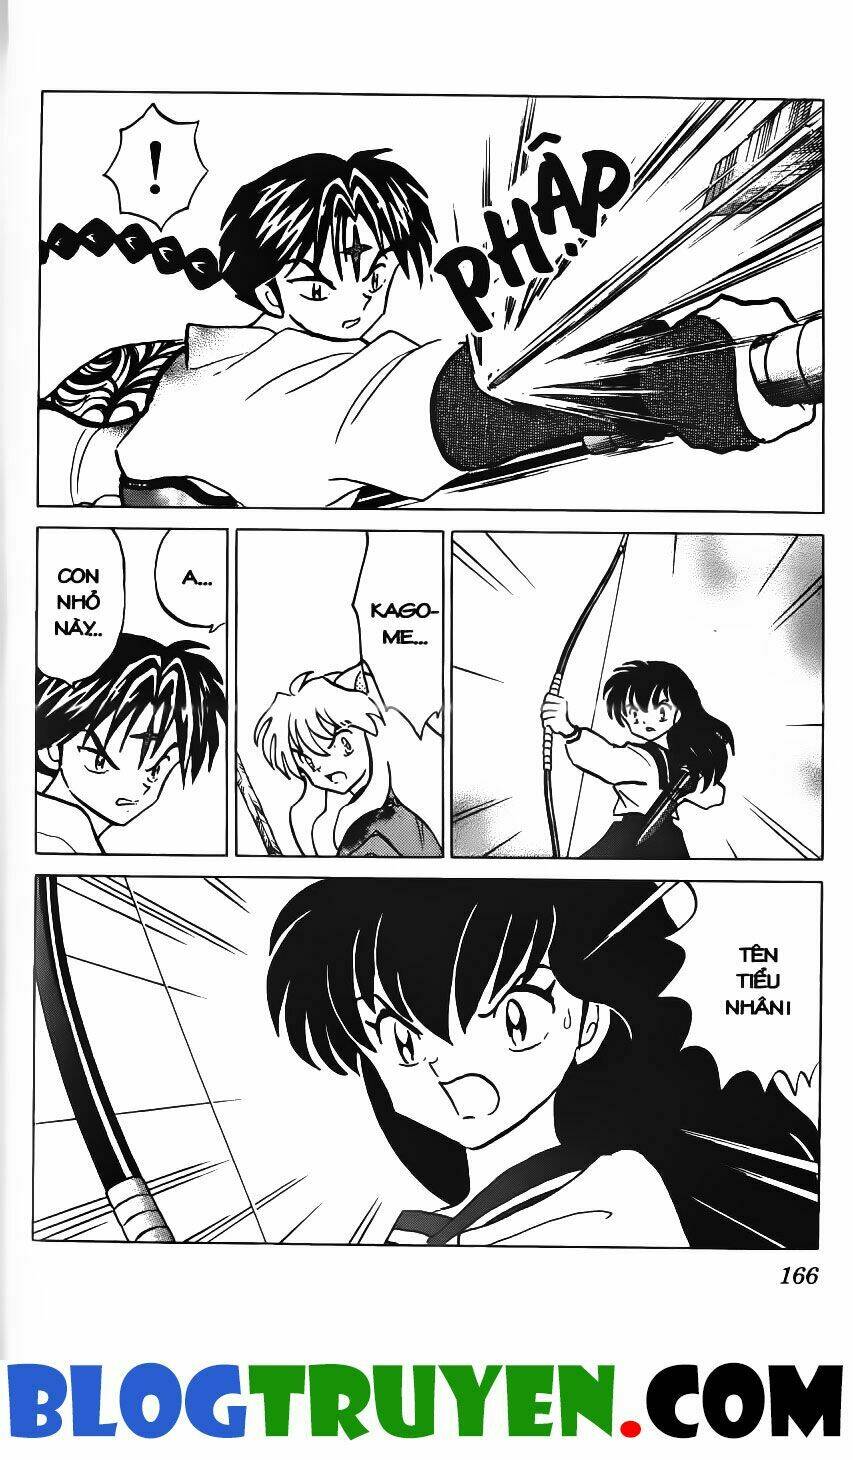 !
PHẬP
CON
NHỎ
NÀY...
A...
KAGO-
ME...
TÊN
TIỂU
NHÂN!
166
BLOGTRUYEN.COM